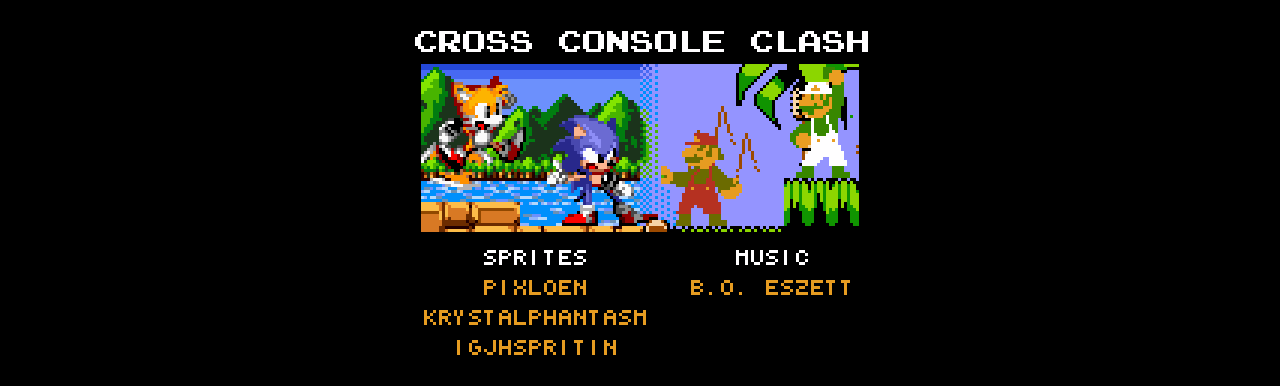 CROSS CONSOLE CLASH
SPRITES
PIXLOEN
KRYSTALPHANTASM
IGJHSPRITIN
MUSIC
B.O. ESZETT